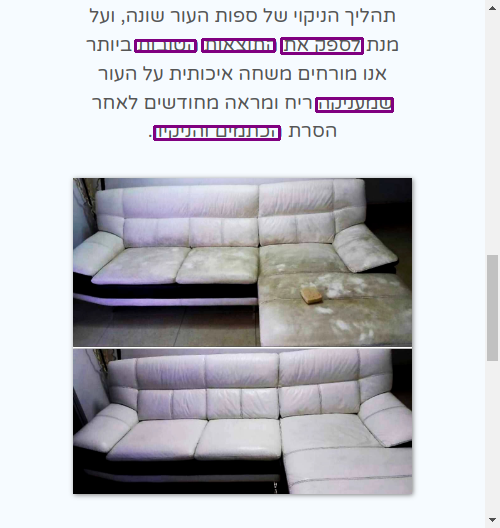 תהליך הניקוי של ספות העור שונה, ועל
מנת לספק את התוצאות הטובות ביותר
אנו מורחים משחה איכותית על העור
שמעניקה ריח ומראה מחודשים לאחר
הסרת הכתמים והניקיון.